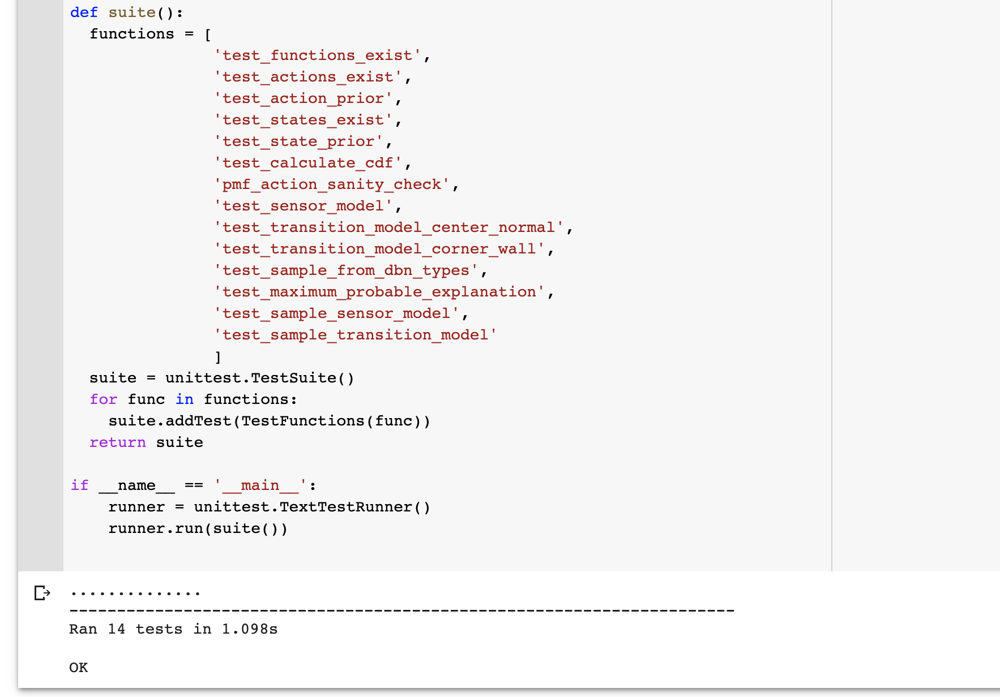 def suite():
  functions = [
               'test_functions_exist',
               'test_actions_exist',
               'test_action_prior',
               'test_states_exist',
               'test_state_prior',
               'test_calculate_cdf',
               'pmf_action_sanity_check',
               'test_sensor_model',
               'test_transition_model_center_normal',
               'test_transition_model_corner_wall',
               'test_sample_from_dbn_types',
               'test_maximum_probable_explanation',
               'test_sample_sensor_model',
               'test_sample_transition_model'
               ]
  suite = unittest.TestSuite()
  for func in functions:
    suite.addTest(TestFunctions(func))
  return suite

if __name__ == '__main__':
    runner = unittest.TextTestRunner()
    runner.run(suite())

..............
----------------------------------------------------------------------
Ran 14 tests in 1.098s

OK